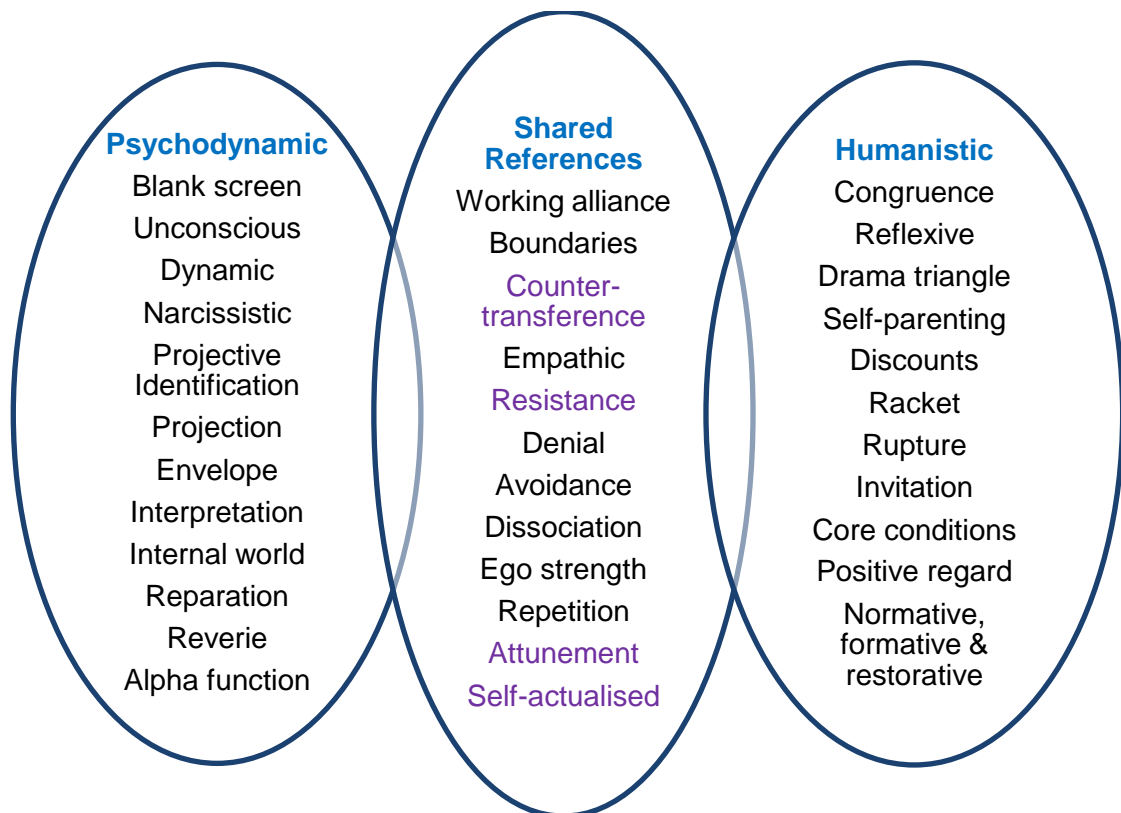 Psychodynamic
Blank screen
Unconscious
Dynamic
Narcissistic
Projective
Identification
Projection
Envelope
Interpretation
Internal world
Reparation
Reverie
Alpha function
Shared
References
Working alliance
Boundaries
Counter-
transference
Empathic
Resistance
Denial
Avoidance
Dissociation
Ego strength
Repetition
Attunement
Self-actualised
Humanistic
Congruence
Reflexive
Drama triangle
Self-parenting
Discounts
Racket
Rupture
Invitation
Core conditions
Positive regard
Normative,
formative &
restorative